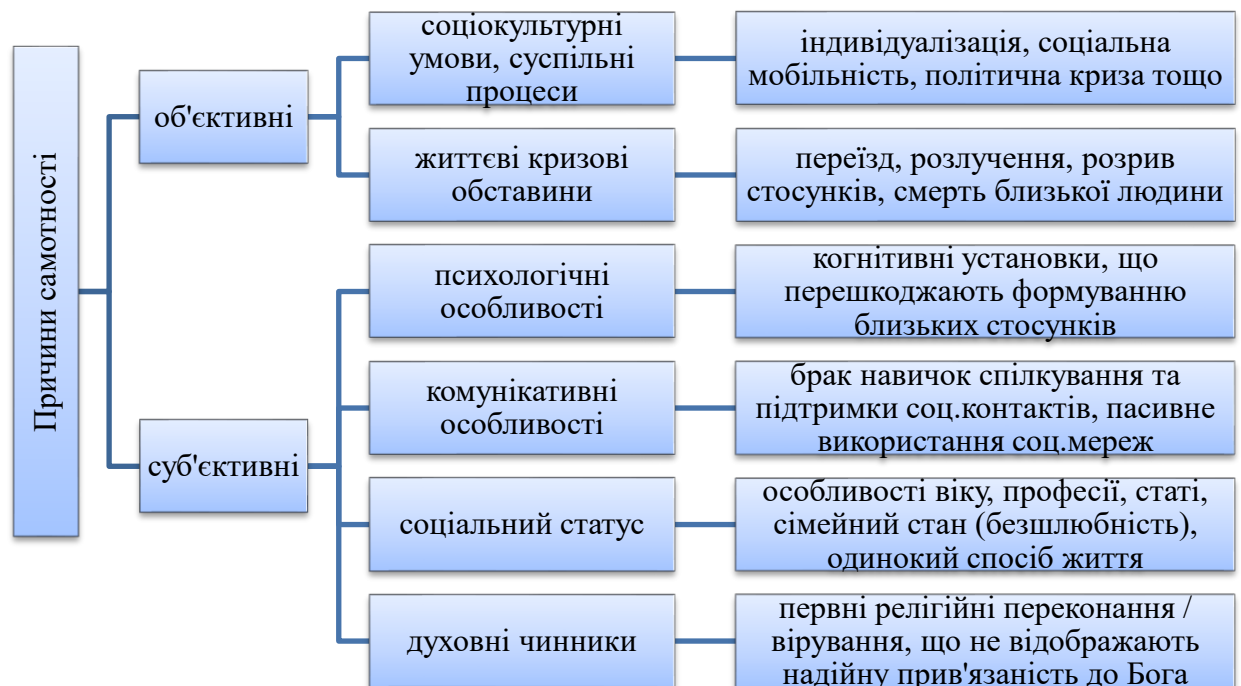 Причини самотності
об'єктивні
соціокультурні
умови, суспільні
процеси
індивідуалізація, соціальна
мобільність, політична криза тощо
життєві кризові
обставини
переїзд, розлучення, розрив
стосунків, смерть близької людини
суб'єктивні
психологічні
особливості
когнітивні установки, що
перешкоджають формуванню
близьких стосунків
комунікативні
особливості
брак навичок спілкування та
підтримки соц.контактів, пасивне
використання соц.мереж
соціальний статус
особливості віку, професії, статі,
сімейний стан (безшлюбність),
одинокий спосіб життя
духовні чинники
первні релігійні переконання /
вірування, що не відображають
надійну прив'язаність до Бога